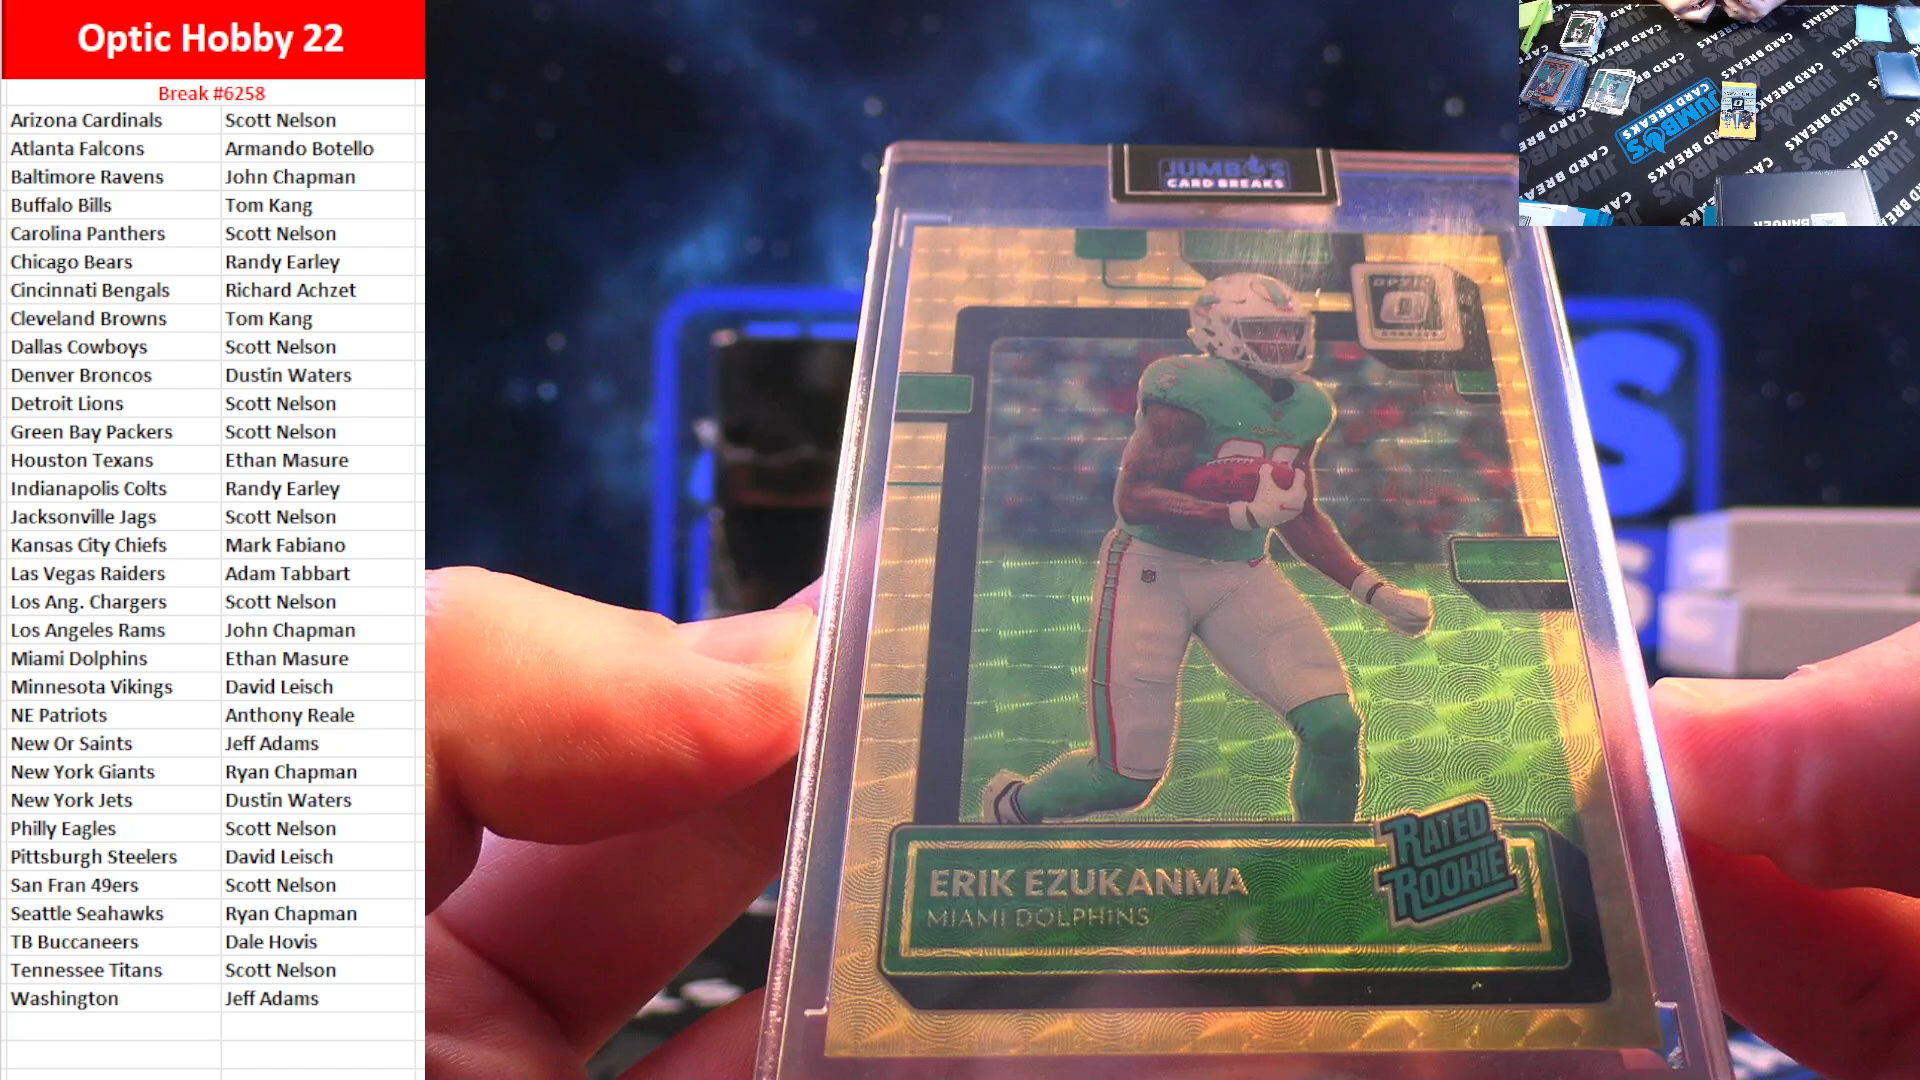 Optic Hobby 22
Break #6258
Arizona Cardinals Scott Nelson
Atlanta Falcons Armando Botello
Baltimore Ravens John Chapman
Buffalo Bills Tom Kang
Carolina Panthers Scott Nelson
Chicago Bears Randy Earley
Cincinnati Bengals Richard Achzet
Cleveland Browns Tom Kang
Dallas Cowboys Scott Nelson
Denver Broncos Dustin Waters
Detroit Lions Scott Nelson
Green Bay Packers Scott Nelson
Houston Texans Ethan Masure
Indianapolis Colts Randy Earley
Jacksonville Jags Scott Nelson
Kansas City Chiefs Mark Fabiano
Las Vegas Raiders Adam Tabbart
Los Ang. Chargers Scott Nelson
Los Angeles Rams John Chapman
Miami Dolphins Ethan Masure
Minnesota Vikings David Leisch
NE Patriots Anthony Reale
New Or Saints Jeff Adams
New York Giants Ryan Chapman
New York Jets Dustin Waters
Philly Eagles Scott Nelson
Pittsburgh Steelers David Leisch
San Fran 49ers Scott Nelson
Seattle Seahawks Ryan Chapman
TB Buccaneers Dale Hovis
Tennessee Titans Scott Nelson
Washington Jeff Adams
JUMBO'S
CARD BREAKS
OPTIC
RATED
ROOKIE
ERIK EZUKANMA
MIAMI DOLPHINS
JUMBO'S
CARD BREAKS